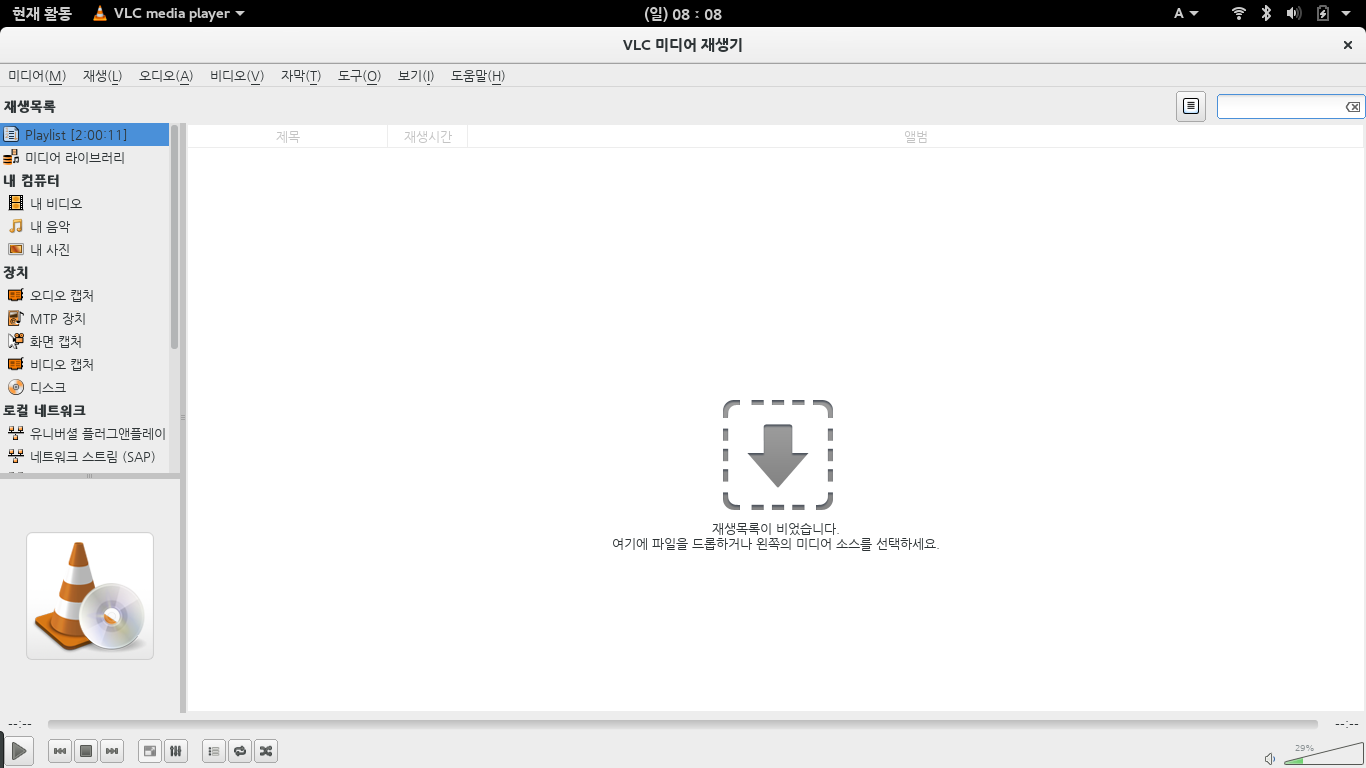 현재 활동 VLC media player (일) 08 : 08 A
VLC 미디어 재생기
미디어(M) 재생(L) 오디오(A) 비디오(V) 자막(T) 도구(O) 보기(I) 도움말(H)
재생목록
Playlist [2:00:11]
제목 재생시간 앨범
미디어 라이브러리
내 컴퓨터
내 비디오
내 음악
내 사진
장치
오디오 캡처
MTP 장치
화면 캡처
비디오 캡처
디스크
로컬 네트워크
유니버셜 플러그앤플레이
네트워크 스트림 (SAP)
재생목록이 비었습니다.
여기에 파일을 드롭하거나 왼쪽의 미디어 소스를 선택하세요.
--:-- --:--
29%